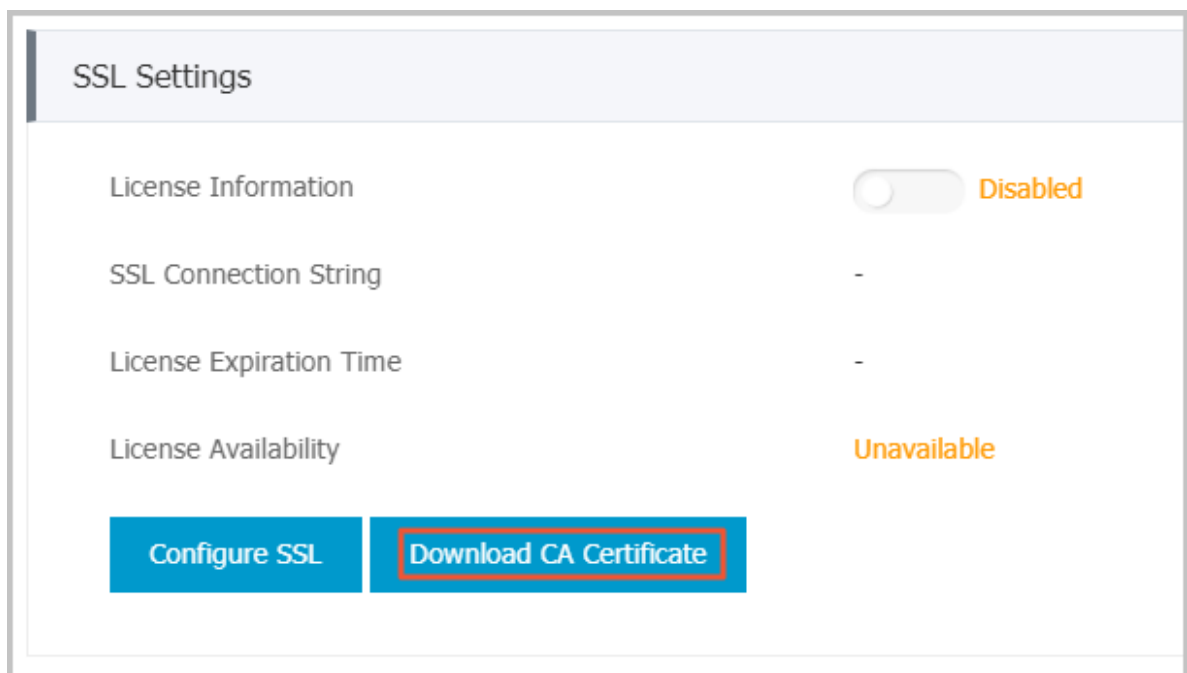 SSL Settings
License Information Disabled
SSL Connection String -
License Expiration Time -
License Availability Unavailable
Configure SSL Download CA Certificate